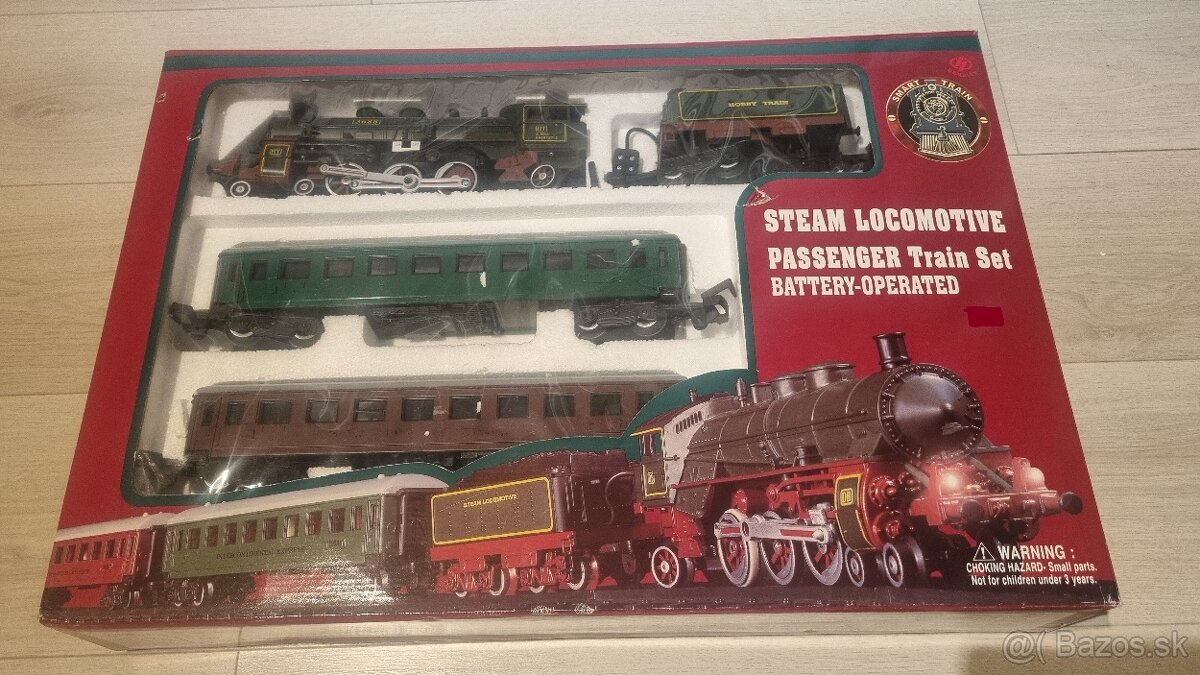 SMART TRAIN
HOBBY TRAIN
STEAM LOCOMOTIVE
PASSENGER Train Set
BATTERY-OPERATED
STEAM LOCOMOTIVE
WARNING :
CHOKING HAZARD- Small parts.
Not for children under 3 years.
@( Bazos.sk